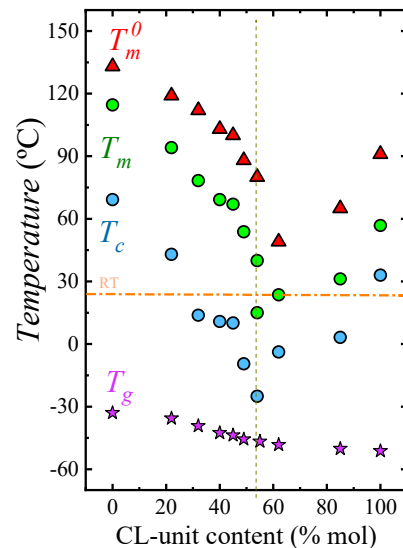 150
120
90
60
30
0
-30
-60
Temperature (ºC)
T_m^0
T_m
T_c
RT
T_g
0 20 40 60 80 100
CL-unit content (% mol)